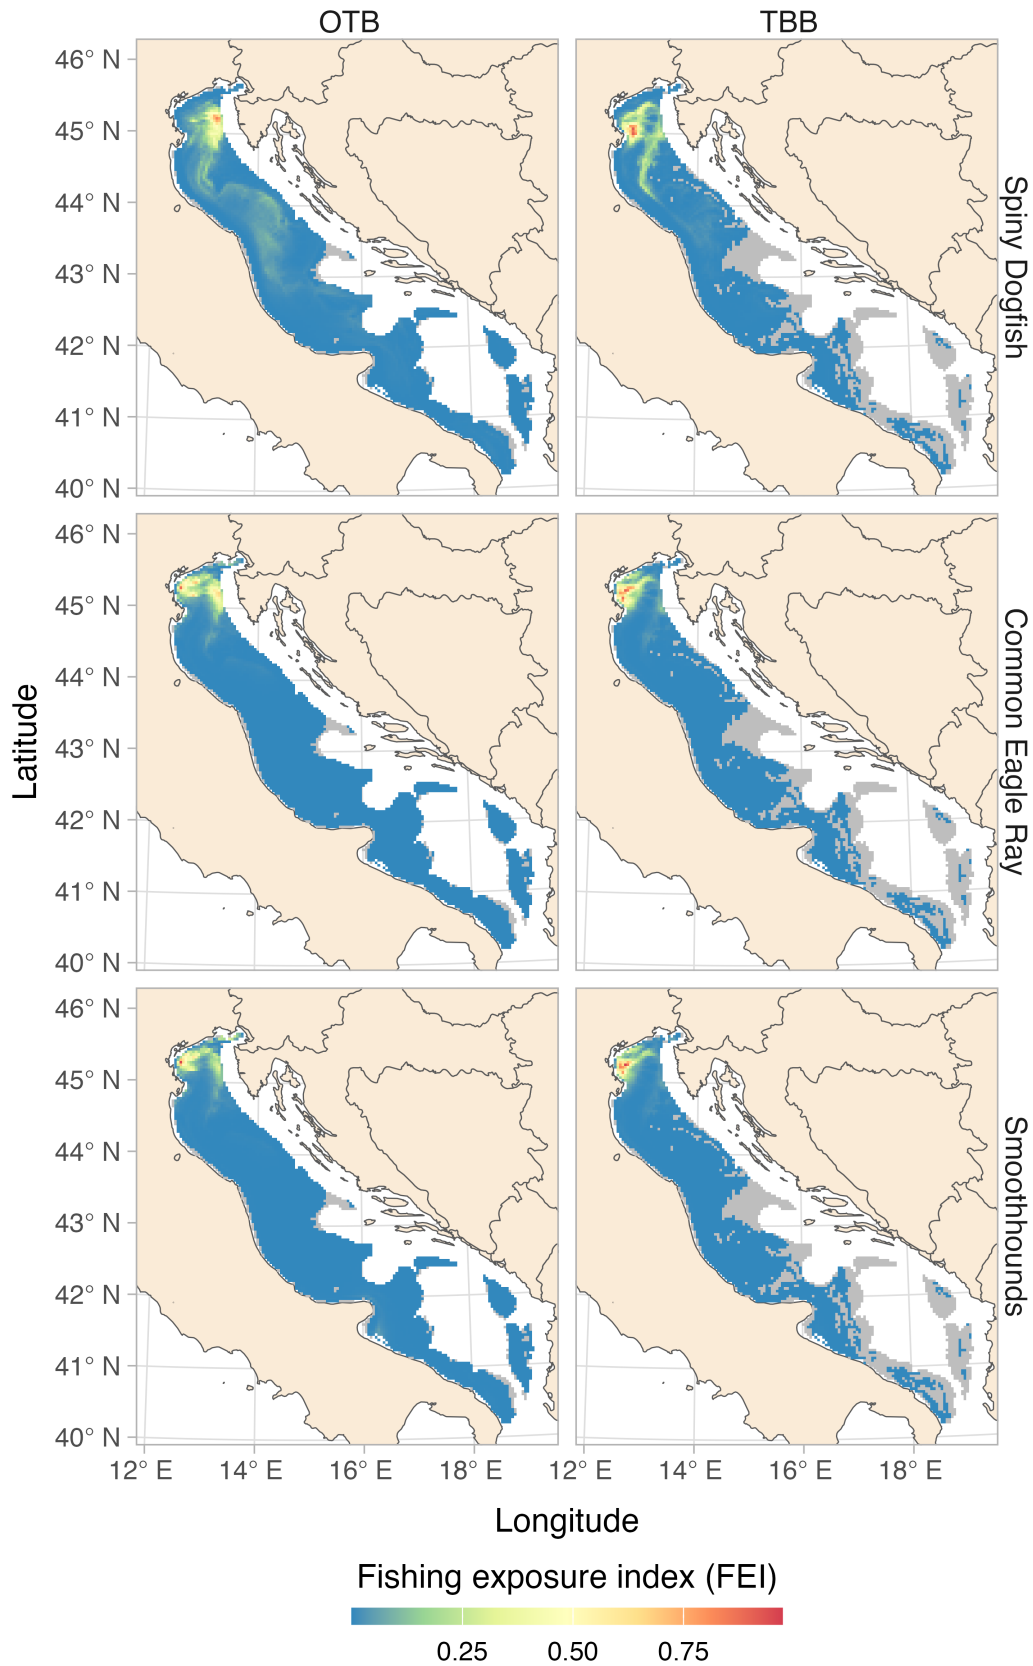 OTB
TBB
46° N
45° N
44° N
43° N
42° N
41° N
40° N
Spiny Dogfish
46° N
45° N
44° N
43° N
42° N
41° N
40° N
Common Eagle Ray
Latitude
46° N
45° N
44° N
43° N
42° N
41° N
40° N
Smoothhounds
12° E 14° E 16° E 18° E 12° E 14° E 16° E 18° E
Longitude
Fishing exposure index (FEI)
0.25 0.50 0.75